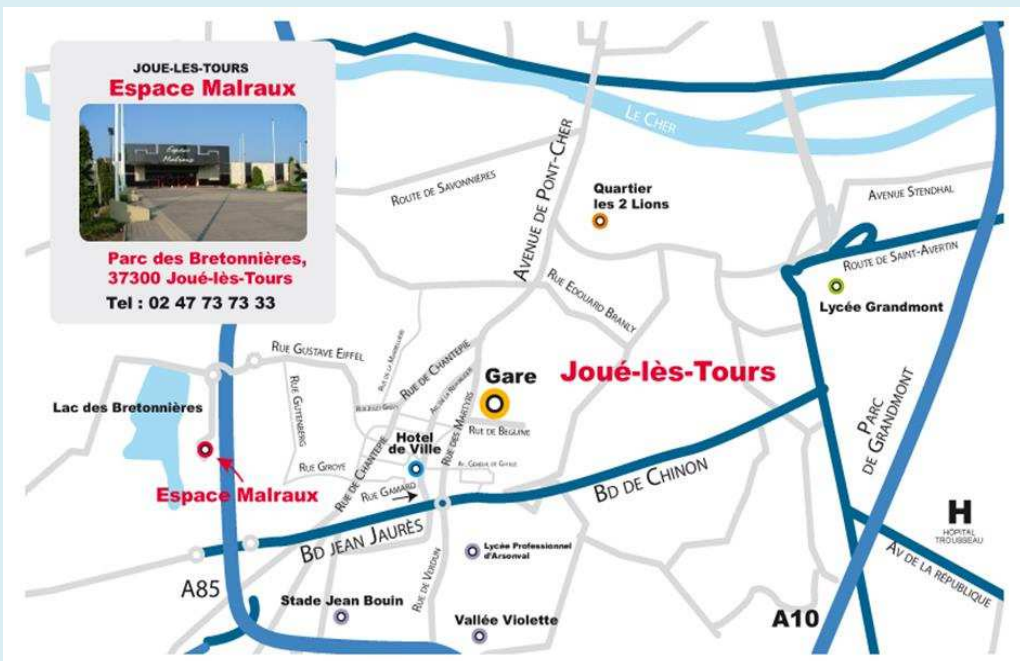 JOUE-LES-TOURS
Espace Malraux
Espace
Malraux
Parc des Bretonnières,
37300 Joué-lès-Tours
Tel : 02 47 73 73 33
LE CHER
ROUTE DE SAVONNIÈRES
AVENUE DE PONT-CHER
Quartier
les 2 Lions
AVENUE STENDHAL
ROUTE DE SAINT-AVERTIN
Lycée Grandmont
RUE EDOUARD BRANLY
RUE GUSTAVE EIFFEL
RUE DE CHANTEPIE
RUE GUTENBERG
Gare
Joué-lès-Tours
Lac des Bretonnières
RUE DES MARTYRS
RUE DE BEGUINE
Hotel
de Ville
RUE GIROYE
RUE DE CHANTEPIE
RUE GAMARD
Espace Malraux
BD DE CHINON
PARC
DE GRANDMONT
BD JEAN JAURÈS
H
HÔPITAL
TROUSSEAU
Lycée Professionnel
d'Arsonval
AV DE LA RÉPUBLIQUE
A85
RUE DE VERDUN
Stade Jean Bouin
Vallée Violette
A10